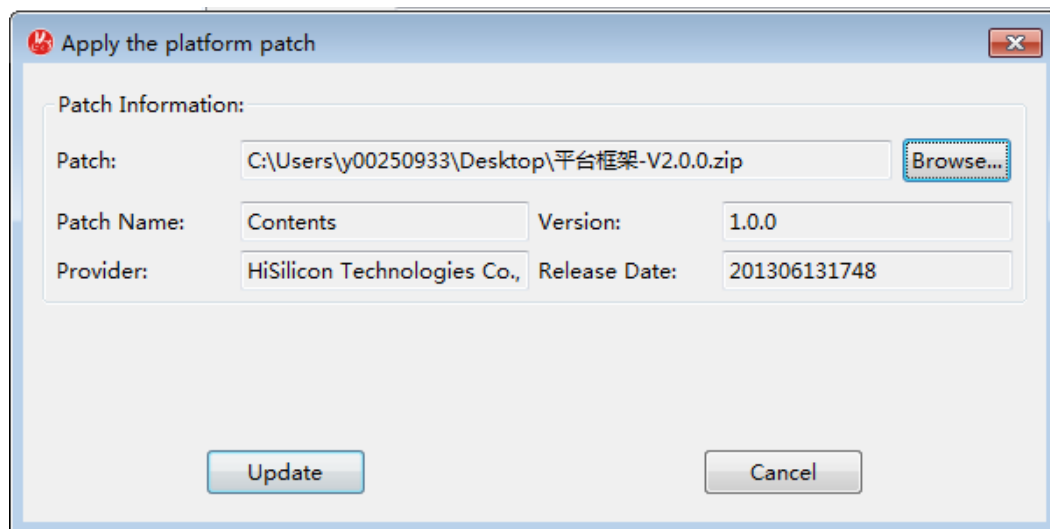 Apply the platform patch
Patch Information:
Patch: C:\Users\y00250933\Desktop\平台框架-V2.0.0.zip Browse...
Patch Name: Contents Version: 1.0.0
Provider: HiSilicon Technologies Co., Release Date: 201306131748
Update Cancel